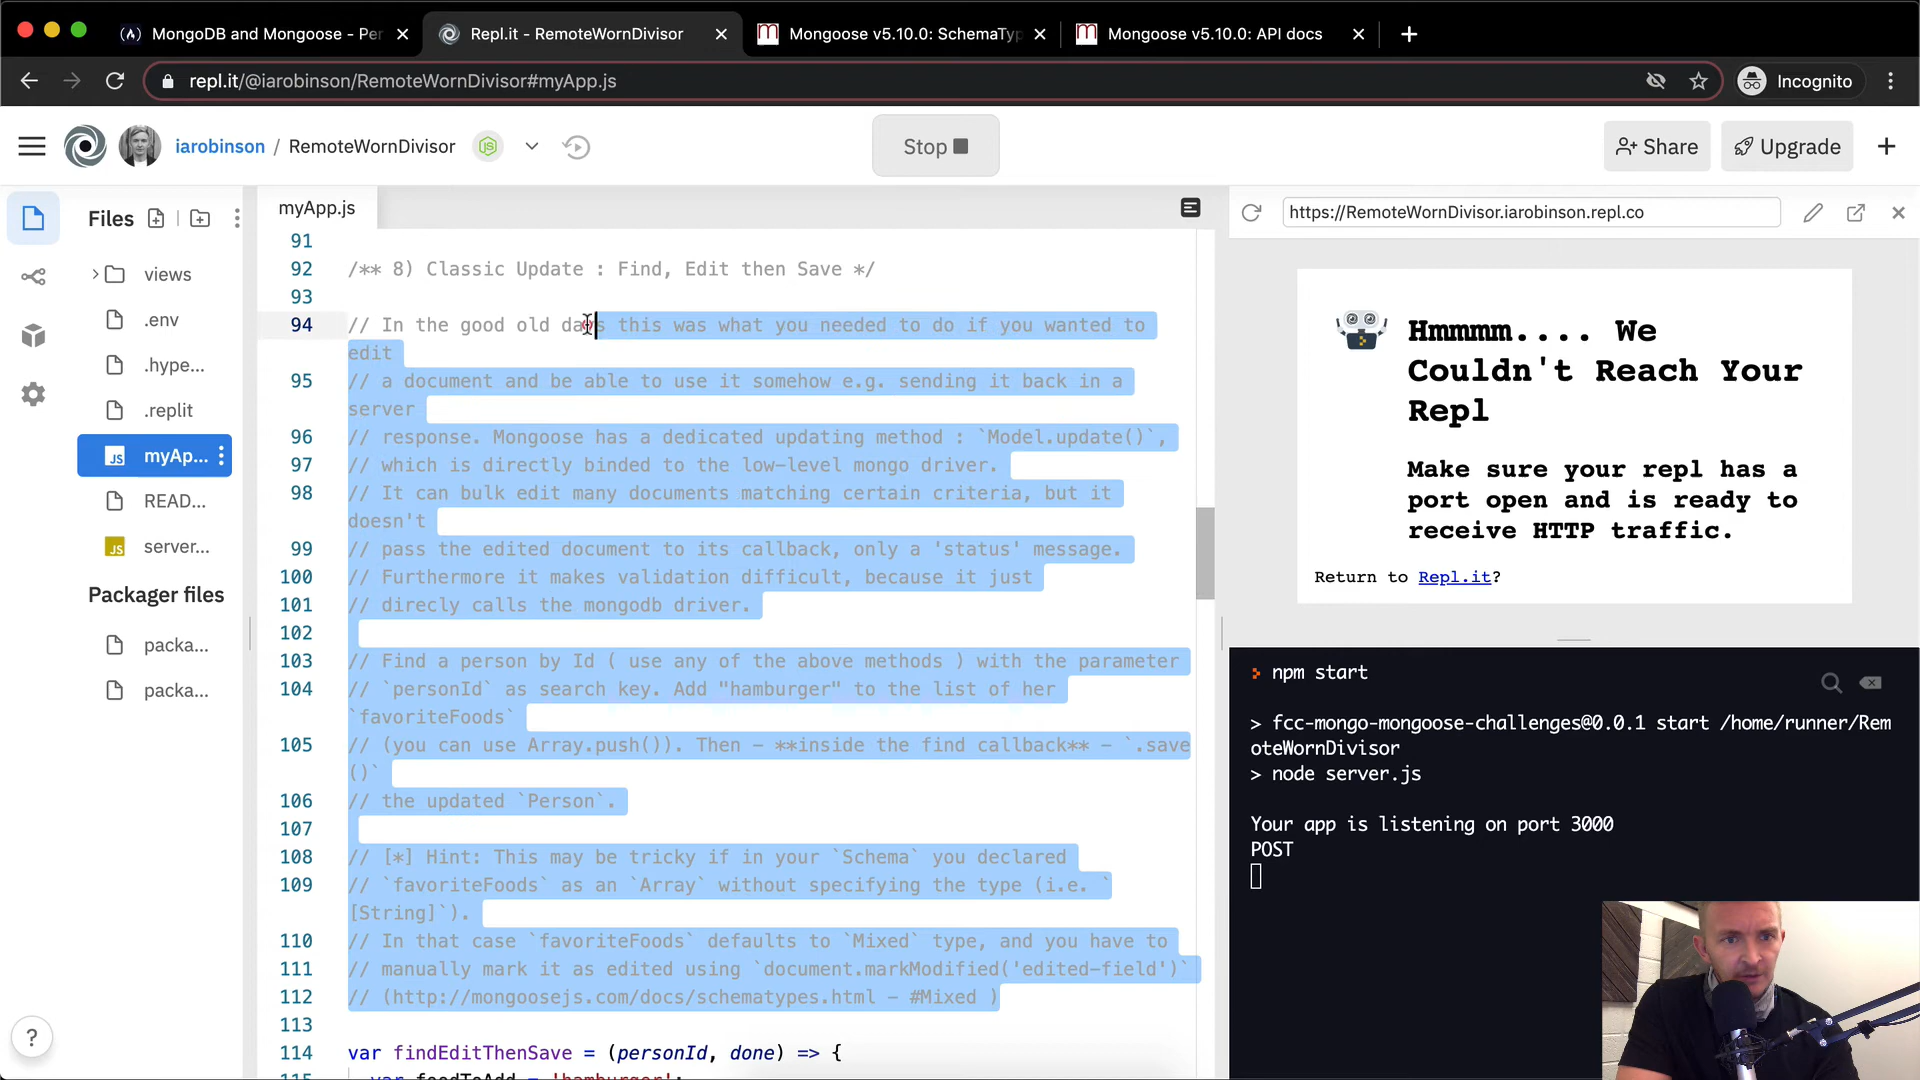 MongoDB and Mongoose - Per
Repl.it - RemoteWornDivisor
Mongoose v5.10.0: SchemaTyp
Mongoose v5.10.0: API docs
repl.it/@iarobinson/RemoteWornDivisor#myApp.js
Incognito
iarobinson / RemoteWornDivisor
Stop
Share
Upgrade
Files
views
.env
.hype...
.replit
myAp...
READ...
server...
Packager files
packa...
packa...
myApp.js
91
92 /** 8) Classic Update : Find, Edit then Save */
93
94 // In the good old days this was what you needed to do if you wanted to
edit
95 // a document and be able to use it somehow e.g. sending it back in a
server
96 // response. Mongoose has a dedicated updating method : `Model.update()`,
97 // which is directly binded to the low-level mongo driver.
98 // It can bulk edit many documents matching certain criteria, but it
doesn't
99 // pass the edited document to its callback, only a 'status' message.
100 // Furthermore it makes validation difficult, because it just
101 // direcly calls the mongodb driver.
102
103 // Find a person by Id ( use any of the above methods ) with the parameter
104 // `personId` as search key. Add "hamburger" to the list of her
`favoriteFoods`
105 // (you can use Array.push()). Then - **inside the find callback** - `.save
()`
106 // the updated `Person`.
107
108 // [*] Hint: This may be tricky if in your `Schema` you declared
109 // `favoriteFoods` as an `Array` without specifying the type (i.e. `
[String]`).
110 // In that case `favoriteFoods` defaults to `Mixed` type, and you have to
111 // manually mark it as edited using `document.markModified('edited-field')`
112 // (http://mongoosejs.com/docs/schematypes.html - #Mixed )
113
114 var findEditThenSave = (personId, done) => {
115 var foodToAdd = 'hamburger';
https://RemoteWornDivisor.iarobinson.repl.co
Hmmmm.... We
Couldn't Reach Your
Repl
Make sure your repl has a
port open and is ready to
receive HTTP traffic.
Return to Repl.it?
npm start
> fcc-mongo-mongoose-challenges@0.0.1 start /home/runner/Rem
oteWornDivisor
> node server.js
Your app is listening on port 3000
POST